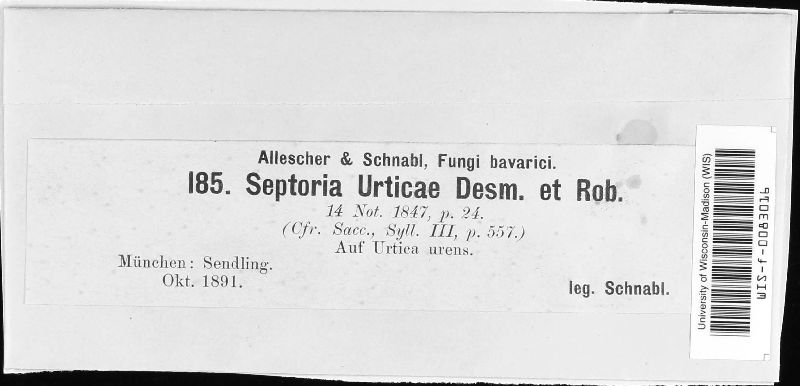 Allescher & Schnabl, Fungi bavarici.
185. Septoria Urticae Desm. et Rob.
14 Not. 1847, p. 24.
(Cfr. Sacc., Syll. III, p. 557.)
Auf Urtica urens.
München: Sendling.
Okt. 1891.
leg. Schnabl.
University of Wisconsin-Madison (WIS)
WIS-f-0083016